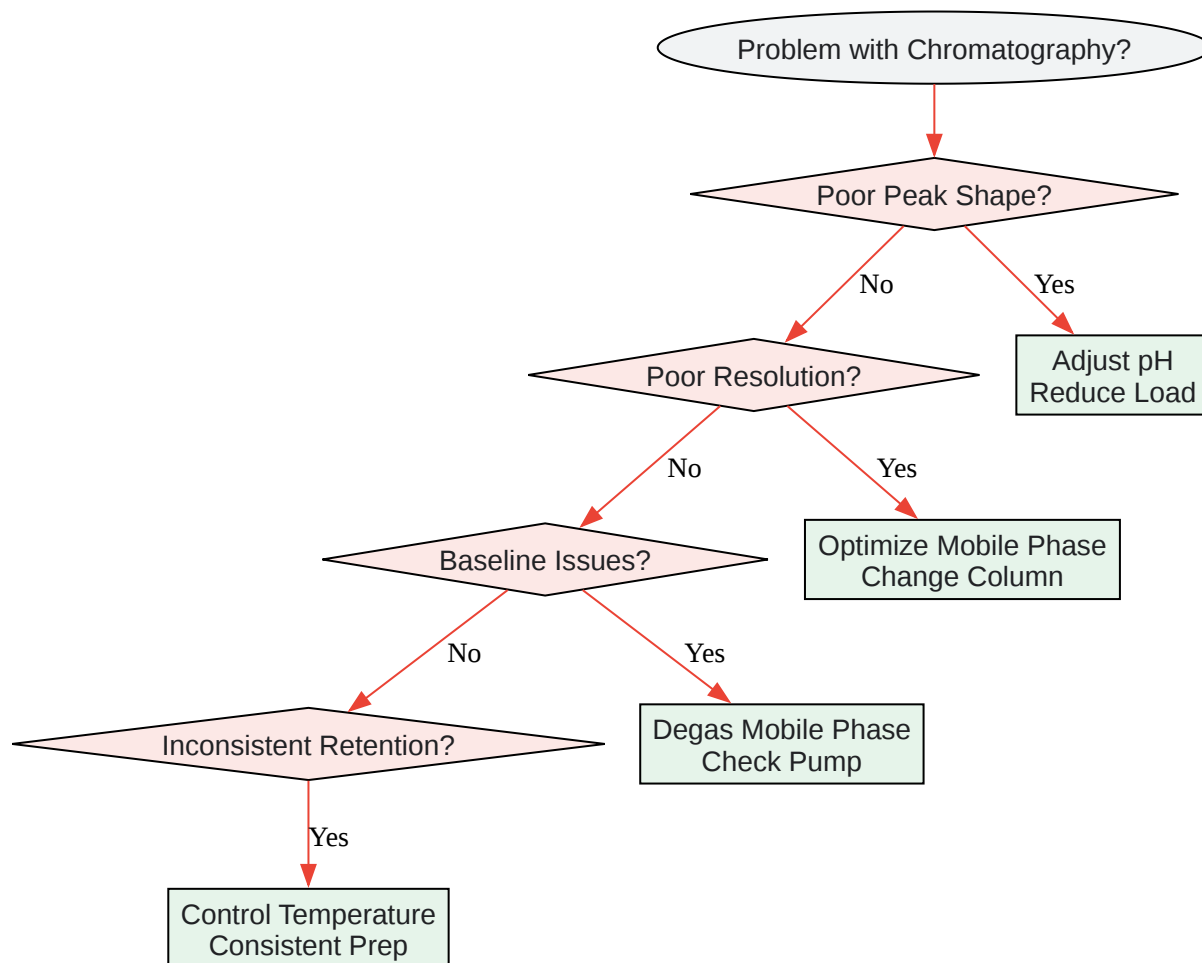 Problem with Chromatography?
Poor Peak Shape?
No
Yes
Poor Resolution?
Adjust pH
Reduce Load
No
Yes
Baseline Issues?
Optimize Mobile Phase
Change Column
No
Yes
Inconsistent Retention?
Degas Mobile Phase
Check Pump
Yes
Control Temperature
Consistent Prep